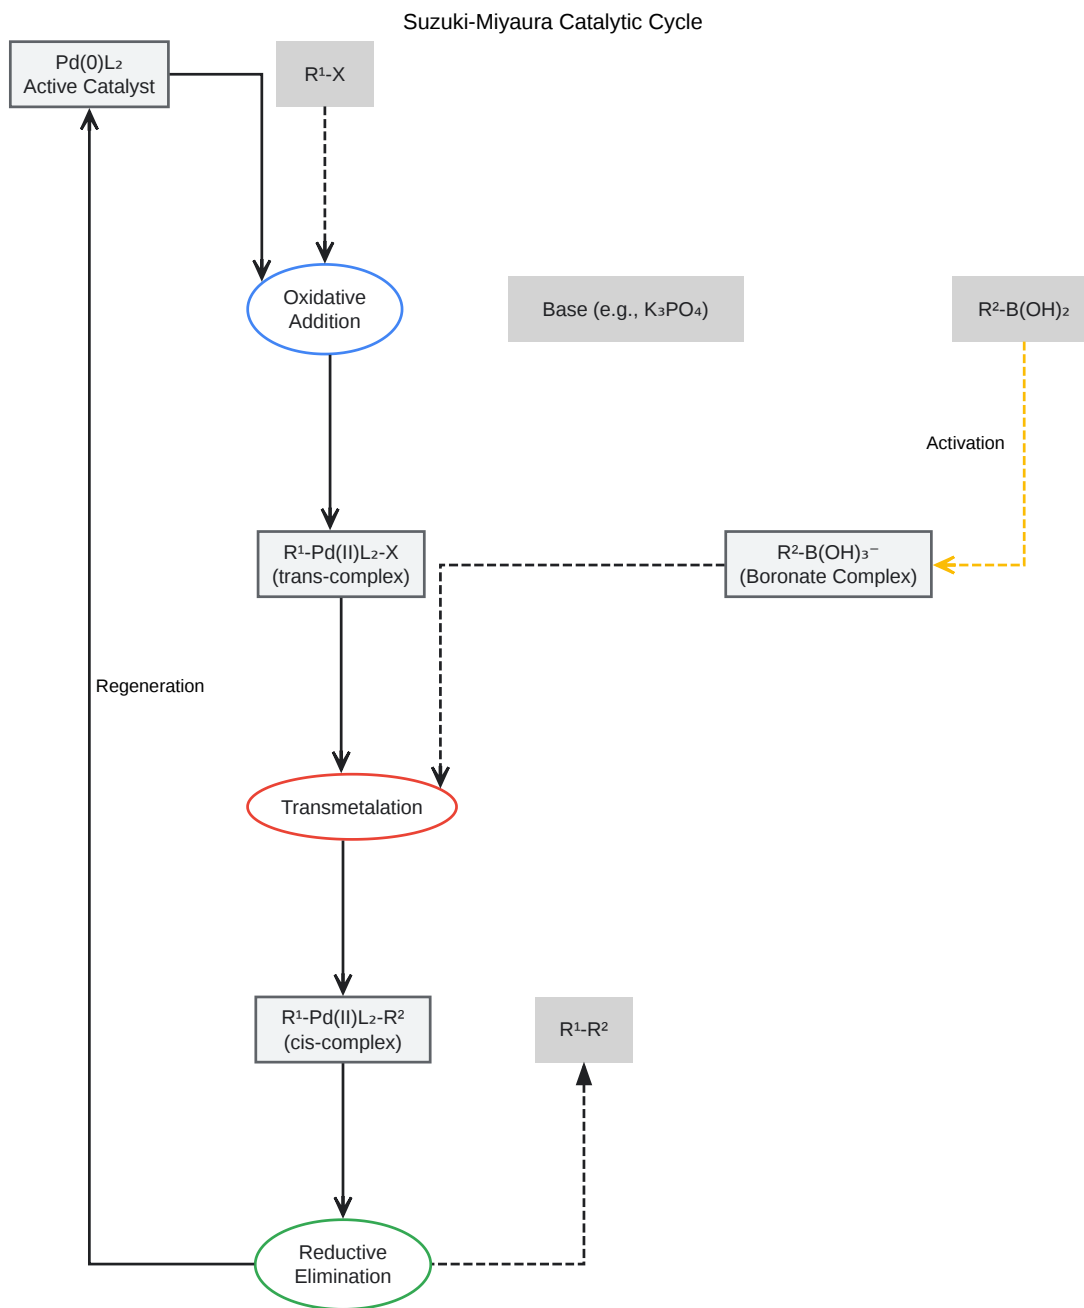 Suzuki-Miyaura Catalytic Cycle
Pd(0)L₂
Active Catalyst
R¹-X
Oxidative
Addition
Base (e.g., K₃PO₄)
R²-B(OH)₂
Activation
R¹-Pd(II)L₂-X
(trans-complex)
R²-B(OH)₃⁻
(Boronate Complex)
Regeneration
Transmetalation
R¹-Pd(II)L₂-R²
(cis-complex)
R¹-R²
Reductive
Elimination